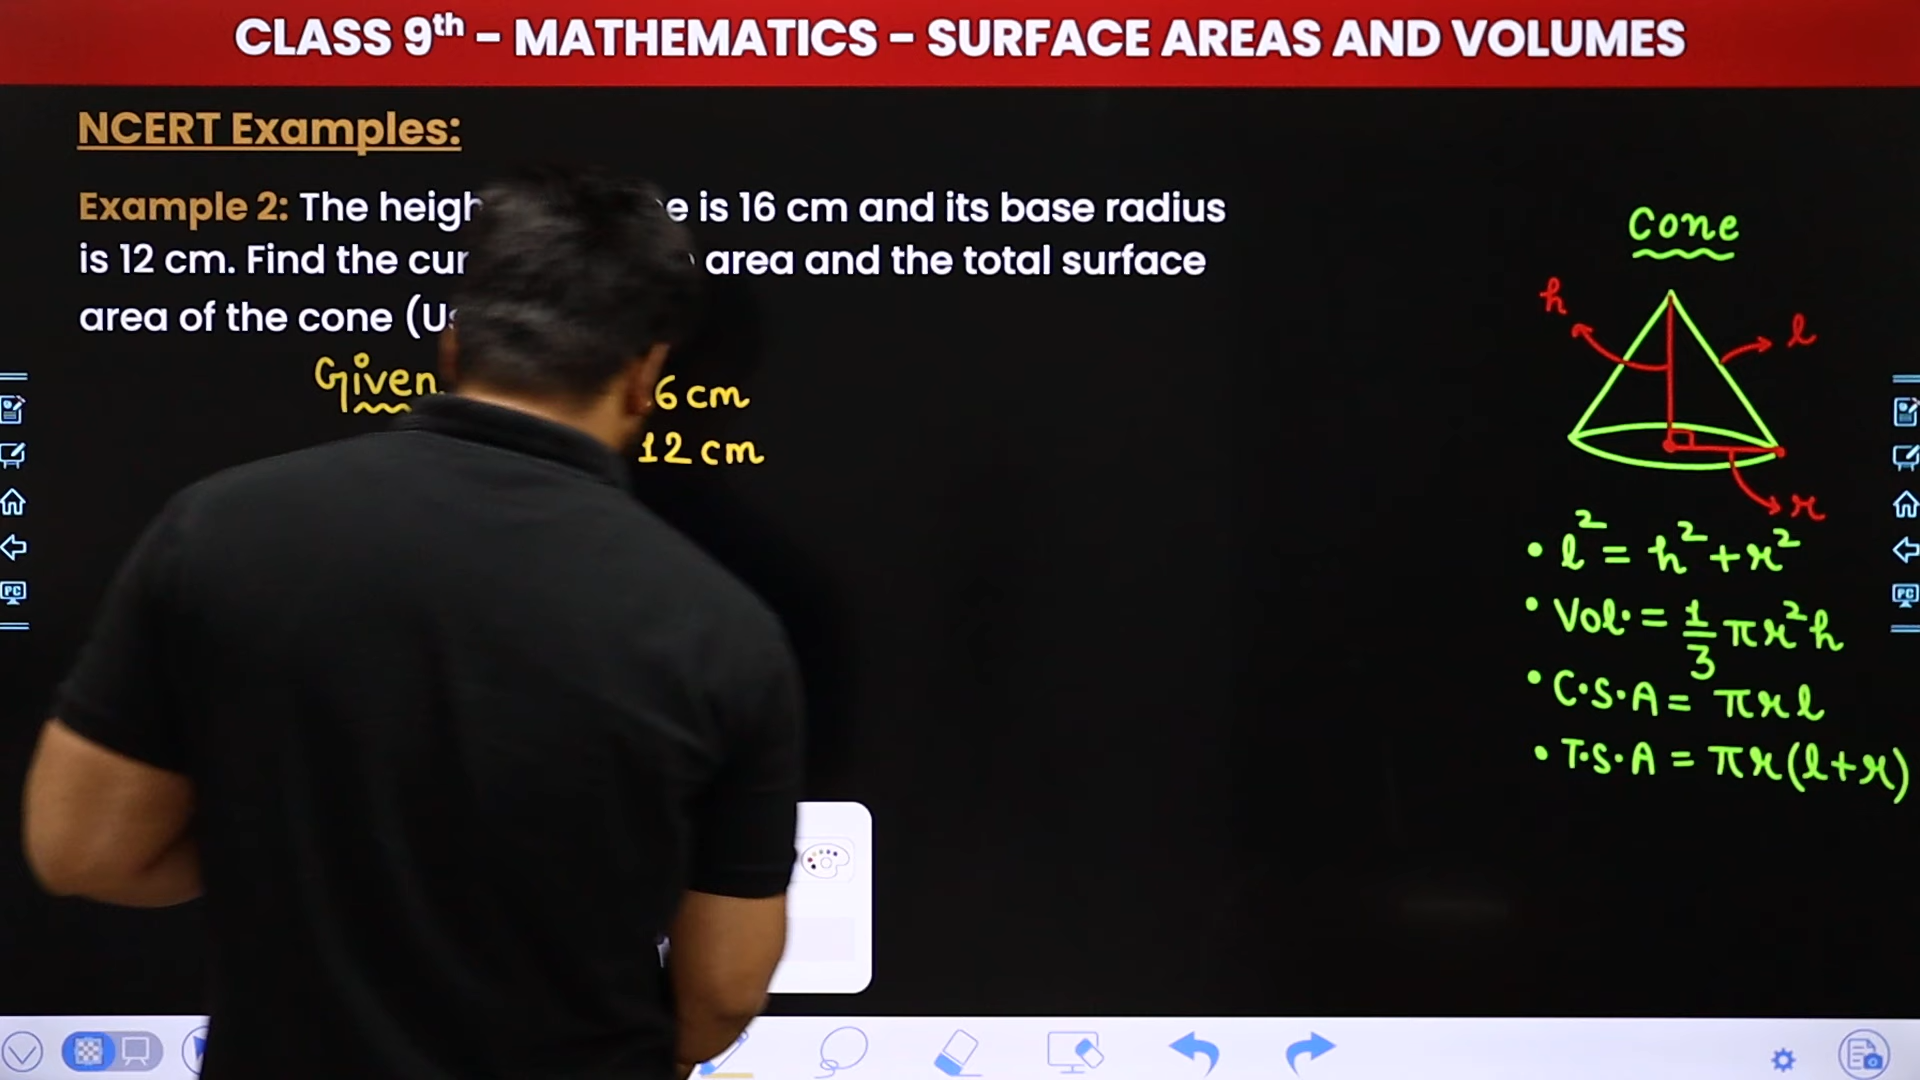 CLASS 9th - MATHEMATICS - SURFACE AREAS AND VOLUMES
NCERT Examples:
Example 2: The is 16 cm and its base radius
is 12 cm. Find the area and the total surface
area of the cone
Given
6 cm
12 cm
Cone
h
l
r
• l² = h² + r²
• Vol. = 1/3 πr²h
• C.S.A = πrl
• T.S.A = πr(l+r)
PC
PC